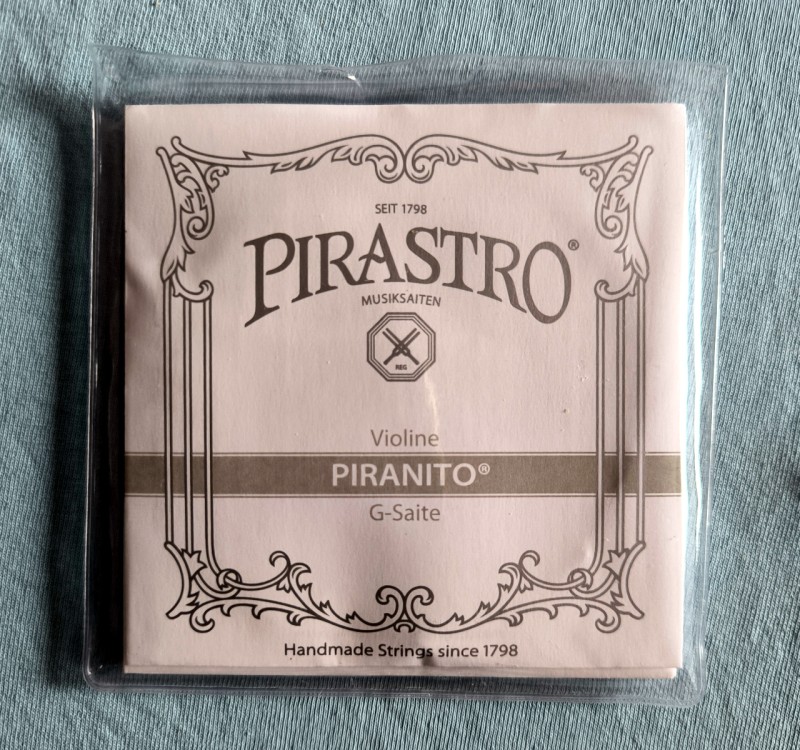 SEIT 1798
PIRASTRO®
MUSIKSAITEN
REG
Violine
PIRANITO®
G-Saite
Handmade Strings since 1798